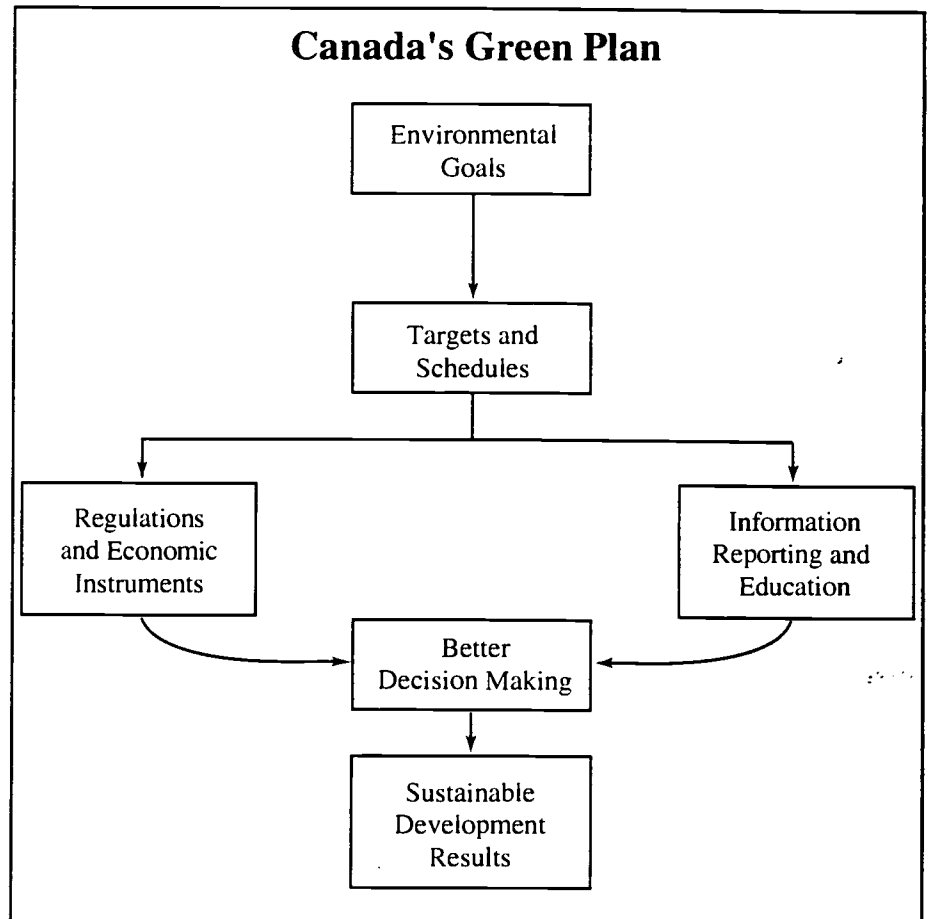 Canada's Green Plan
Environmental
Goals
Targets and
Schedules
Regulations
and Economic
Instruments
Information
Reporting and
Education
Better
Decision Making
Sustainable
Development
Results